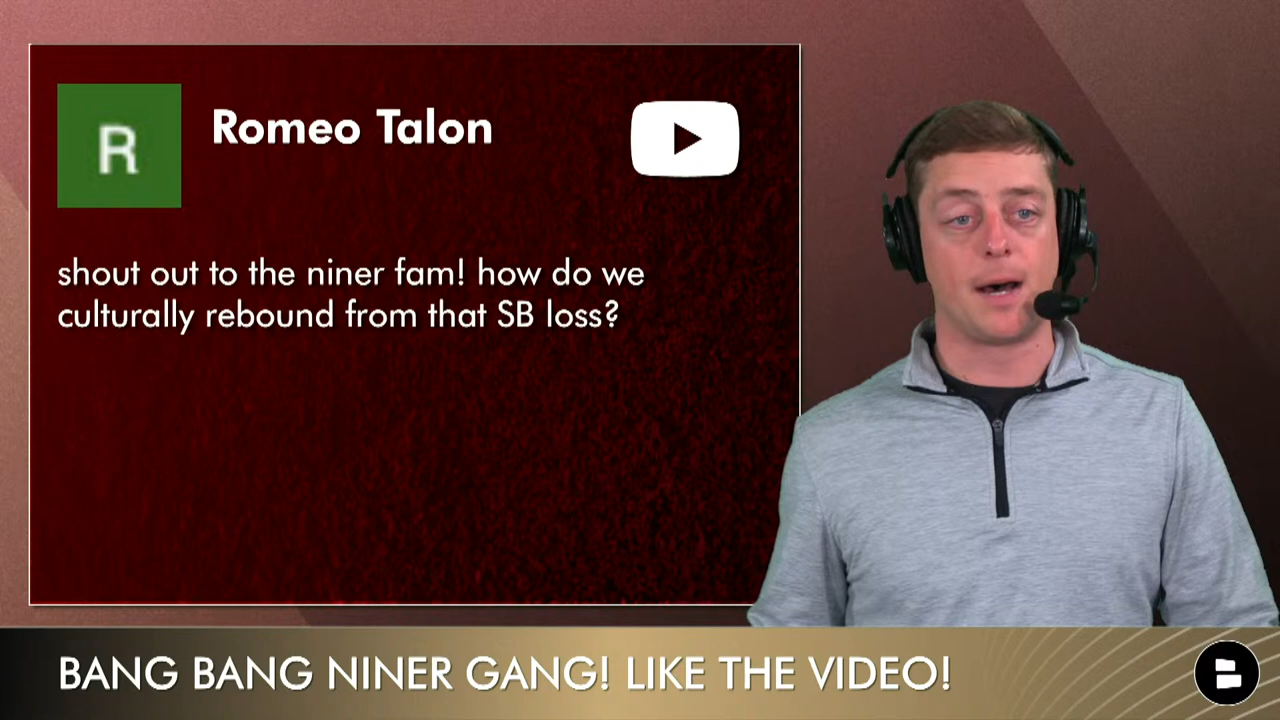 R
Romeo Talon
shout out to the niner fam! how do we
culturally rebound from that SB loss?
BANG BANG NINER GANG! LIKE THE VIDEO!